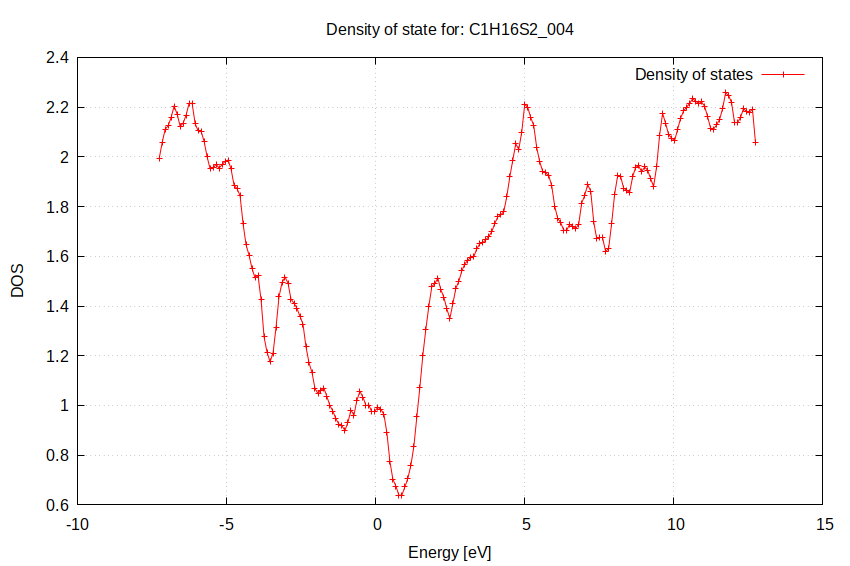 Density of state for: C1H16S2_004
Density of states
2.4
2.2
2
1.8
1.6
1.4
1.2
1
0.8
0.6
DOS
-10 -5 0 5 10 15
Energy [eV]